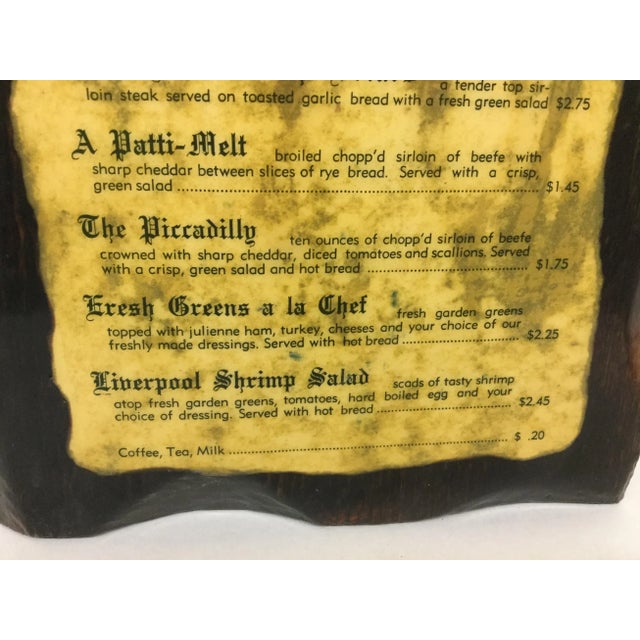 a tender top sir-
loin steak served on toasted garlic bread with a fresh green salad $2.75
A Patti-Melt broiled chopp'd sirloin of beefe with
sharp cheddar between slices of rye bread. Served with a crisp,
green salad ........................ $1.45
The Piccadilly ten ounces of chopp'd sirloin of beefe
crowned with sharp cheddar, diced tomatoes and scallions. Served
with a crisp, green salad and hot bread ........................ $1.75
Fresh Greens a la Chef fresh garden greens
topped with julienne ham, turkey, cheeses and your choice of our
freshly made dressings. Served with hot bread ........................ $2.25
Liverpool Shrimp Salad scads of tasty shrimp
atop fresh garden greens, tomatoes, hard boiled egg and your
choice of dressing. Served with hot bread ........................ $2.45
Coffee, Tea, Milk ........................ $ .20